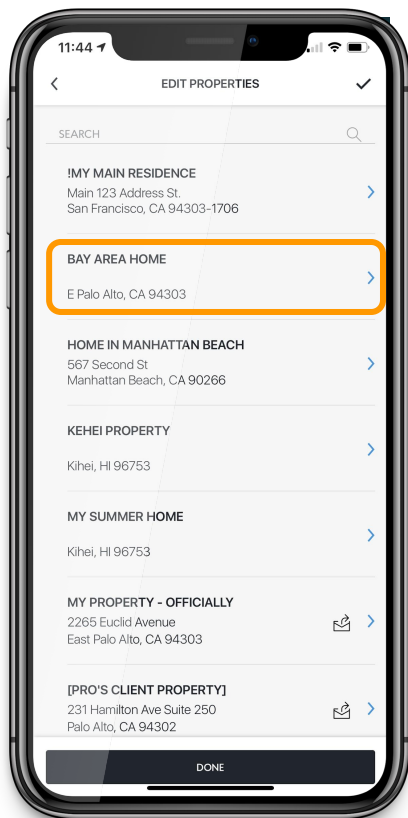 11:44
EDIT PROPERTIES
SEARCH
!MY MAIN RESIDENCE
Main 123 Address St.
San Francisco, CA 94303-1706
BAY AREA HOME
E Palo Alto, CA 94303
HOME IN MANHATTAN BEACH
567 Second St
Manhattan Beach, CA 90266
KEHEI PROPERTY
Kihei, HI 96753
MY SUMMER HOME
Kihei, HI 96753
MY PROPERTY - OFFICIALLY
2265 Euclid Avenue
East Palo Alto, CA 94303
[PRO'S CLIENT PROPERTY]
231 Hamilton Ave Suite 250
Palo Alto, CA 94302
DONE